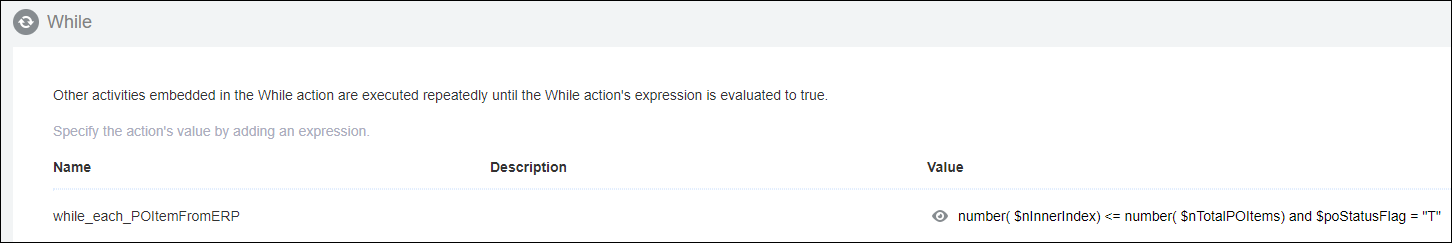 While
Other activities embedded in the While action are executed repeatedly until the While action's expression is evaluated to true.
Specify the action's value by adding an expression.
Name Description Value
while_each_POItemFromERP number( $nInnerIndex) <= number( $nTotalPOItems) and $poStatusFlag = "T"